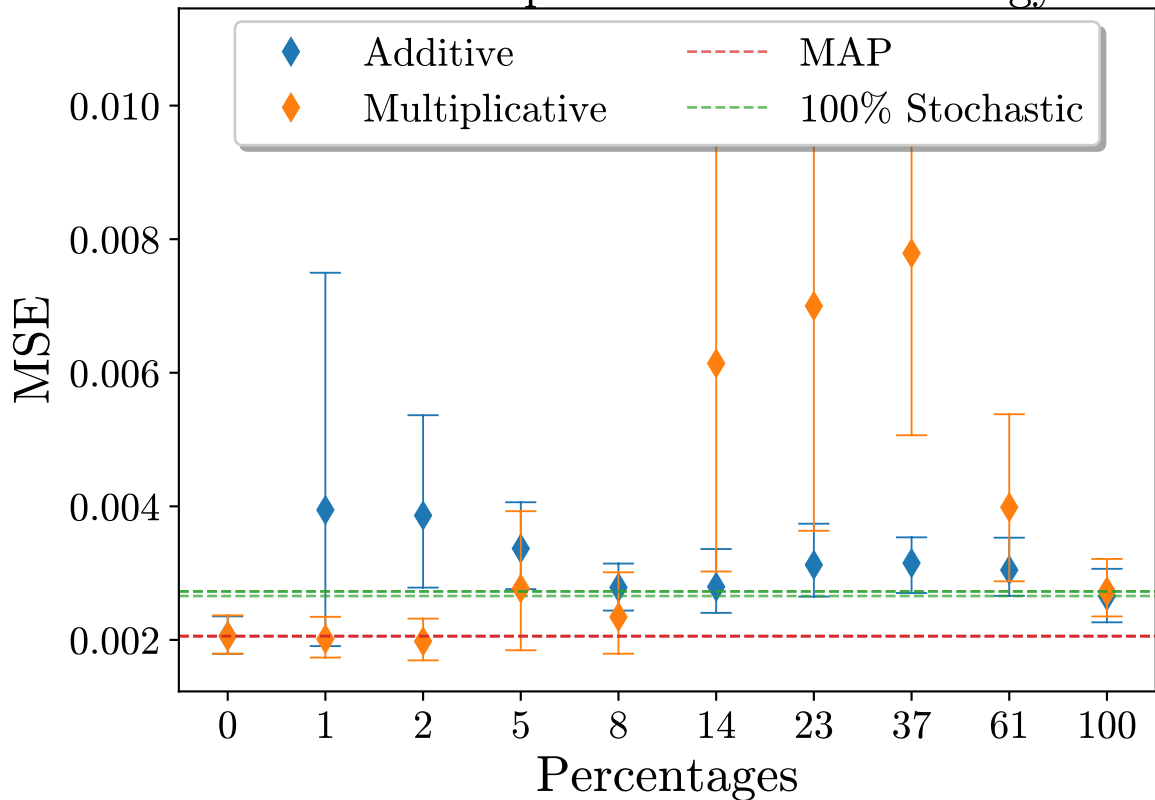 Additive
Multiplicative
MAP
100% Stochastic
MSE
0.010
0.008
0.006
0.004
0.002
0 1 2 5 8 14 23 37 61 100
Percentages